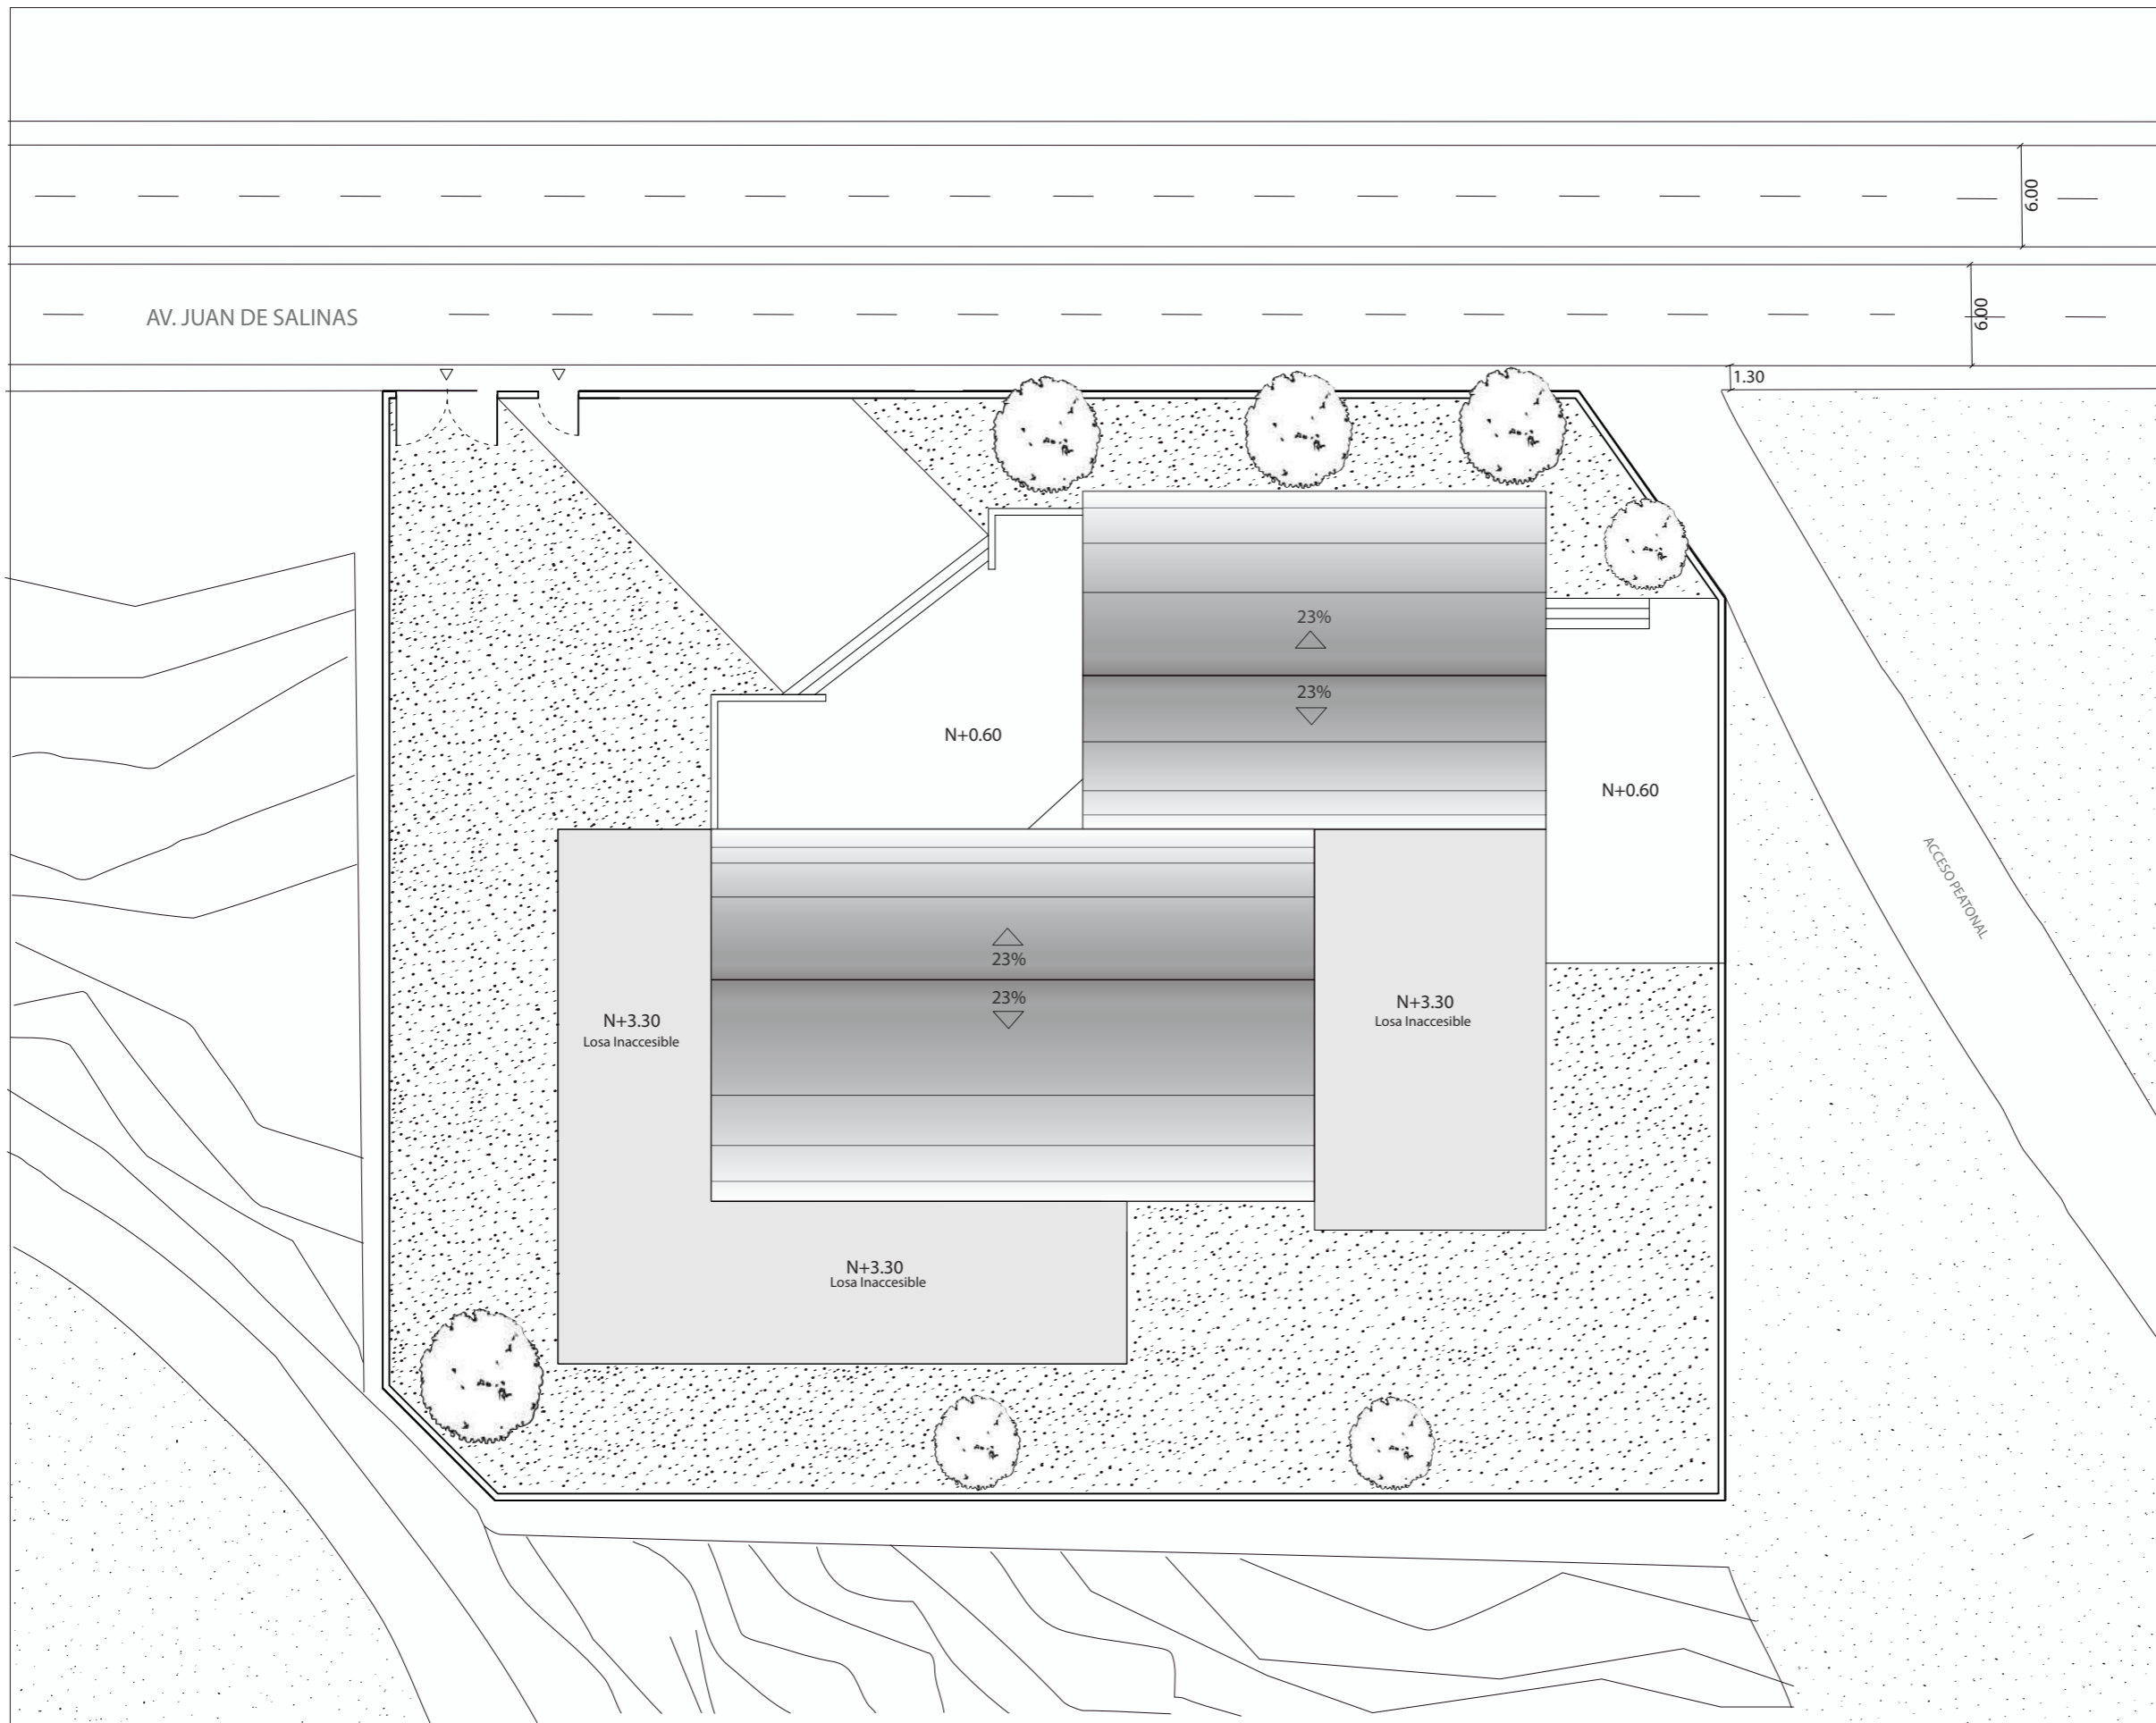 6.00
AV. JUAN DE SALINAS
6.00
1.30
23%
23%
N+0.60
N+0.60
ACCESO PEATONAL
23%
23%
N+3.30
Losa Inaccesible
N+3.30
Losa Inaccesible
N+3.30
Losa Inaccesible